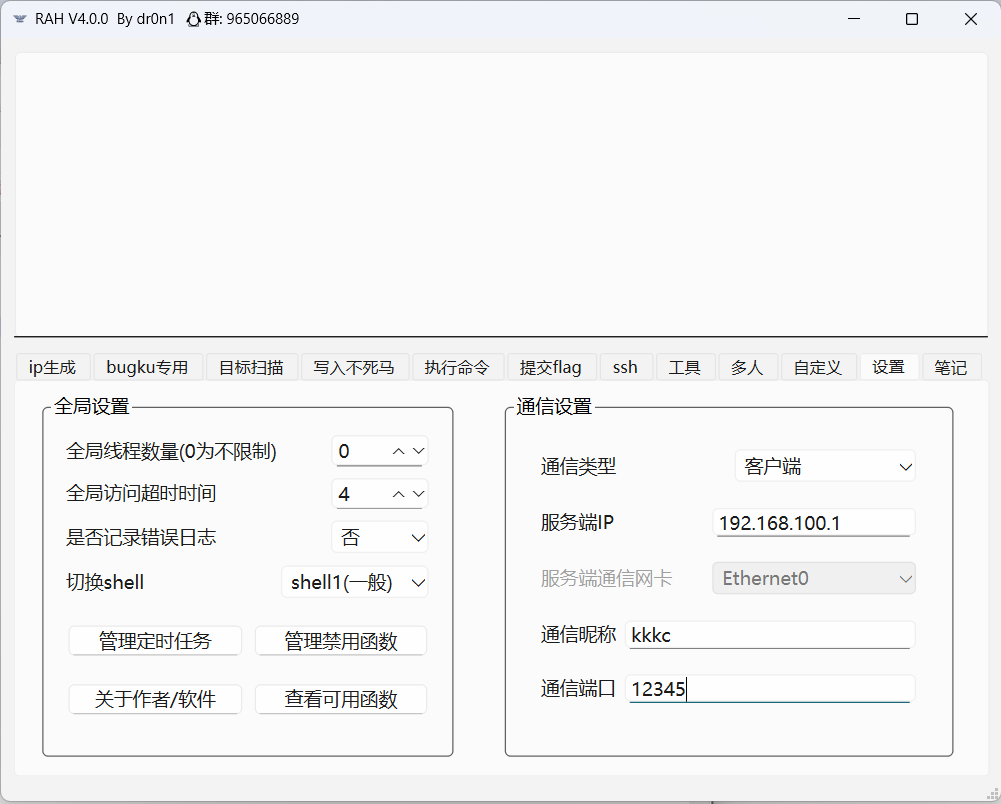 RAH V4.0.0 By dr0n1 群: 965066889
ip生成 bugku专用 目标扫描 写入不死马 执行命令 提交flag ssh 工具 多人 自定义 设置 笔记
全局设置
全局线程数量(0为不限制) 0
全局访问超时时间 4
是否记录错误日志 否
切换shell shell1(一般)
管理定时任务 管理禁用函数
关于作者/软件 查看可用函数
通信设置
通信类型 客户端
服务端IP 192.168.100.1
服务端通信网卡 Ethernet0
通信昵称 kkkc
通信端口 12345